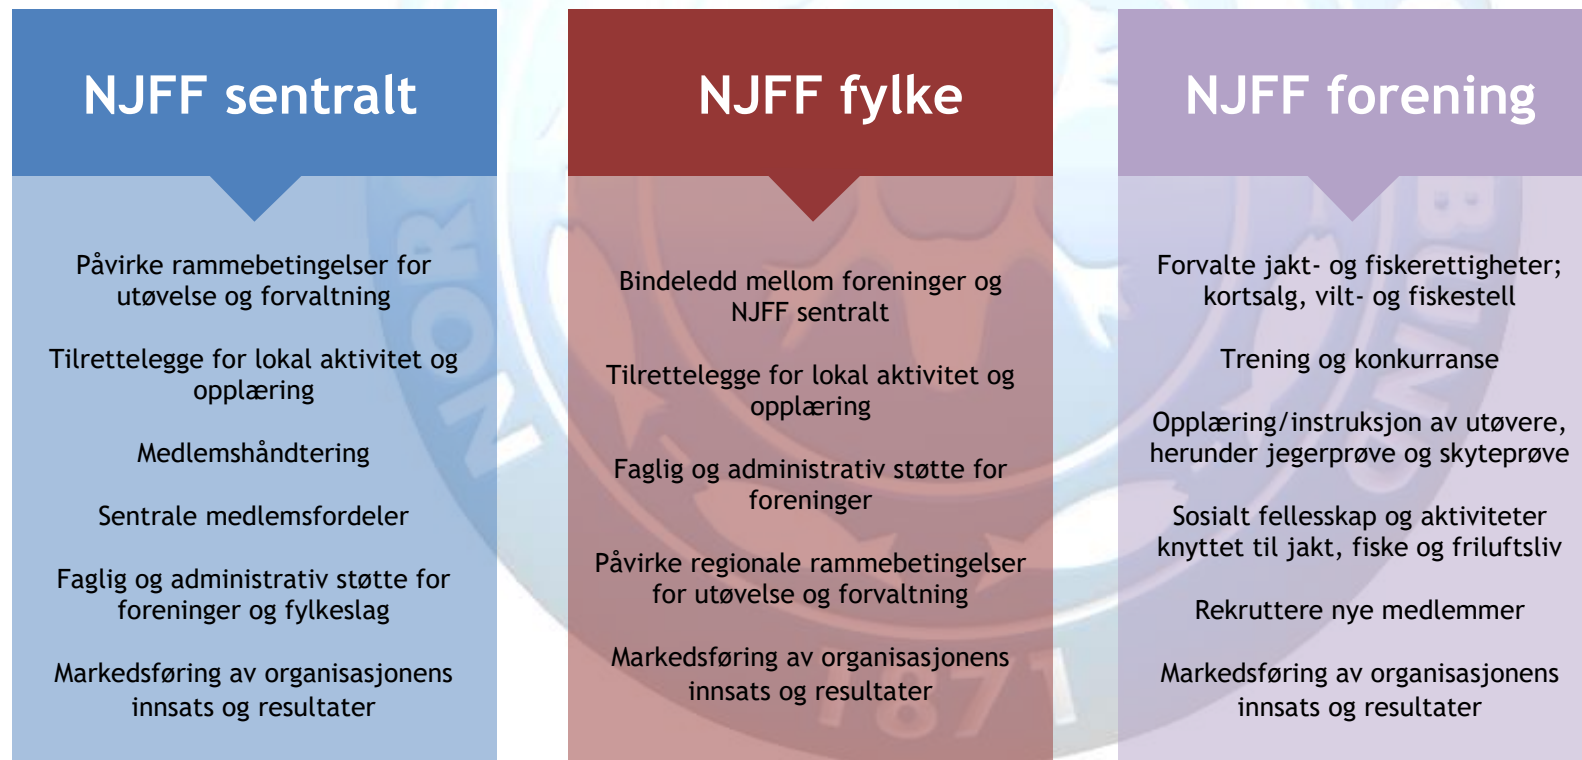 NJFF sentralt
Påvirke rammebetingelser for
utøvelse og forvaltning
Tilrettelegge for lokal aktivitet og
opplæring
Medlemshåndtering
Sentrale medlemsfordeler
Faglig og administrativ støtte for
foreninger og fylkeslag
Markedsføring av organisasjonens
innsats og resultater
NJFF fylke
Bindeledd mellom foreninger og
NJFF sentralt
Tilrettelegge for lokal aktivitet og
opplæring
Faglig og administrativ støtte for
foreninger
Påvirke regionale rammebetingelser
for utøvelse og forvaltning
Markedsføring av organisasjonens
innsats og resultater
NJFF forening
Forvalte jakt- og fiskerettigheter;
kortsalg, vilt- og fiskestell
Trening og konkurranse
Opplæring/instruksjon av utøvere,
herunder jegerprøve og skyteprøve
Sosialt fellesskap og aktiviteter
knyttet til jakt, fiske og friluftsliv
Rekruttere nye medlemmer
Markedsføring av organisasjonens
innsats og resultater
1871